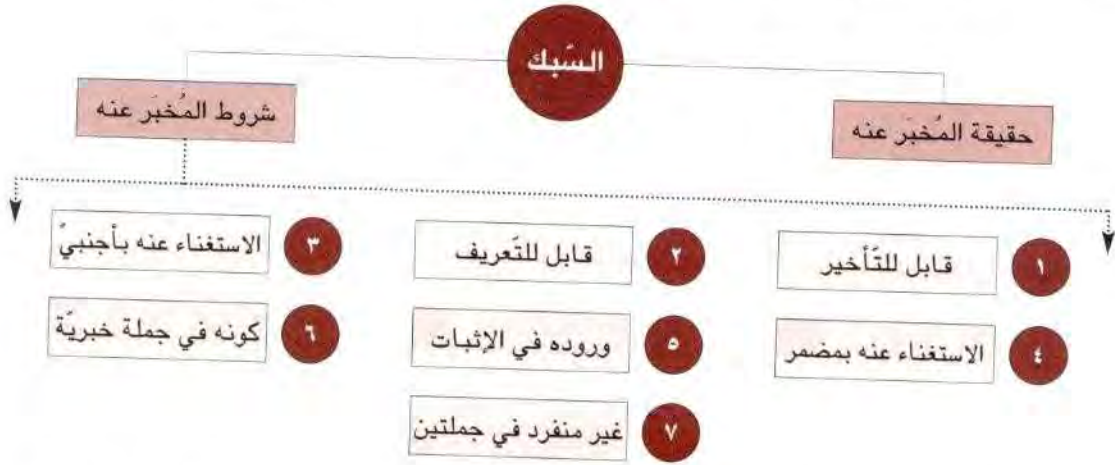 السّبك
حقيقة المُخبَر عنه
شروط المُخبَر عنه
١ قابل للتّأخير
٢ قابل للتّعريف
٣ الاستغناء عنه بأجنبيّ
٤ الاستغناء عنه بمضمر
٥ وروده في الإثبات
٦ كونه في جملة خبريّة
٧ غير منفرد في جملتين